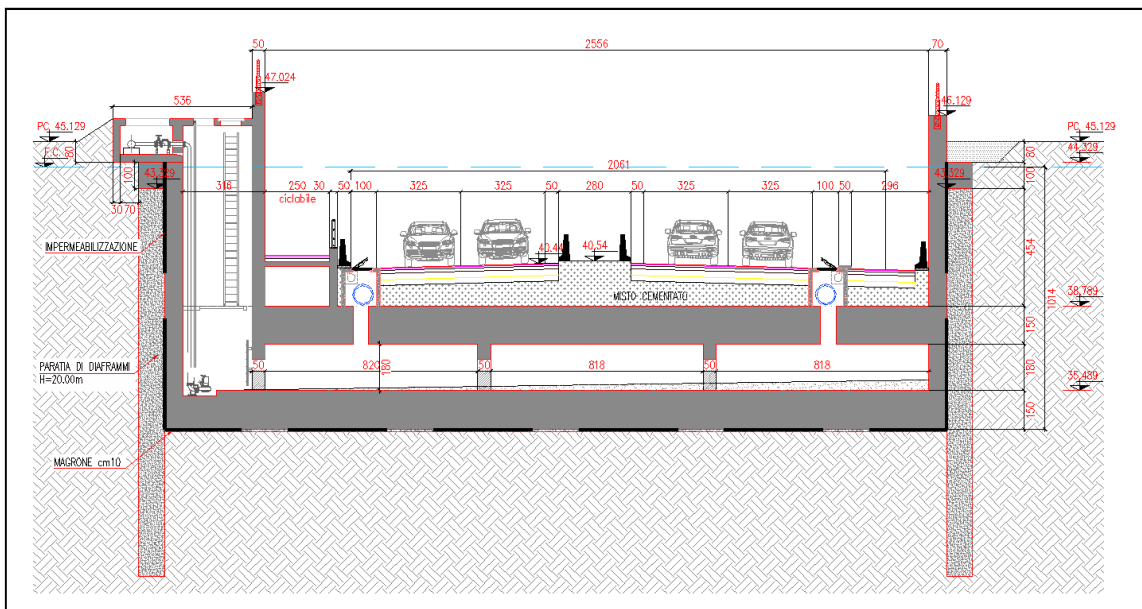 50 2556 70
47.024
46.129
536
PC 45.129 PC 45.129
F.C. 80 44.329 80
2061
100 43.329 43.329 100
316 250 30 50 100 325 325 50 280 50 325 325 100 50 296
ciclabile
30 70
IMPERMEABILIZZAZIONE
40.44 40.54
454
MISTO CEMENTATO
38.789
1014
150
PARATIA DI DIAFRAMMI
H=20.00m
50 820 180 50 818 50 818 180
35.489
150
MAGRONE cm10